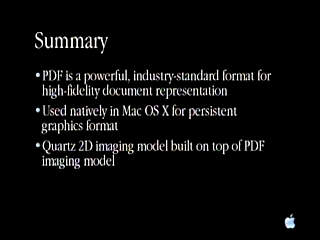 Summary
• PDF is a powerful, industry-standard format for
high-fidelity document representation
• Used natively in Mac OS X for persistent
graphics format
• Quartz 2D imaging model built on top of PDF
imaging model